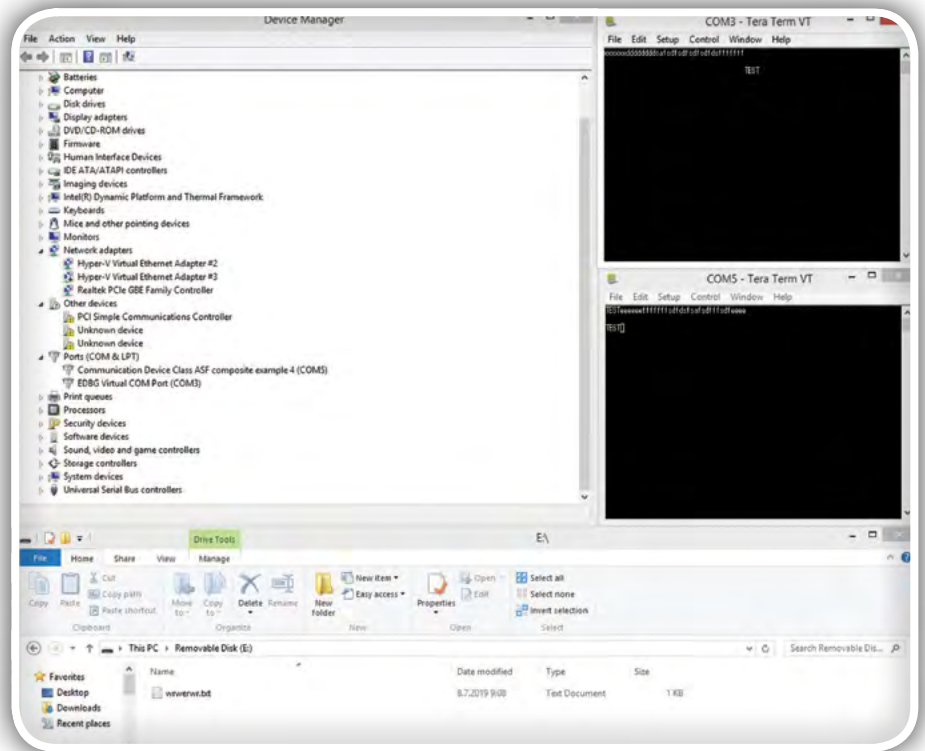 Device Manager
File Action View Help
Batteries
Computer
Disk drives
Display adapters
DVD/CD-ROM drives
Firmware
Human Interface Devices
IDE ATA/ATAPI controllers
Imaging devices
Intel(R) Dynamic Platform and Thermal Framework
Keyboards
Mice and other pointing devices
Monitors
Network adapters
Hyper-V Virtual Ethernet Adapter #2
Hyper-V Virtual Ethernet Adapter #3
Realtek PCIe GBE Family Controller
Other devices
PCI Simple Communications Controller
Unknown device
Unknown device
Ports (COM & LPT)
Communication Device Class ASF composite example 4 (COM5)
EDBG Virtual COM Port (COM3)
Print queues
Processors
Security devices
Software devices
Sound, video and game controllers
Storage controllers
System devices
Universal Serial Bus controllers
COM3 - Tera Term VT
File Edit Setup Control Window Help
TEST
COM5 - Tera Term VT
File Edit Setup Control Window Help
TEST
Drive Tools
E:\
File Home Share View Manage
Copy
Paste
Cut
Copy path
Paste shortcut
Clipboard
Move to
Copy to
Delete
Rename
Organize
New folder
New item
Easy access
New
Properties
Open
Edit
Open
Select all
Select none
Invert selection
Select
This PC Removable Disk (E:)
Search Removable Dis...
Favorites
Desktop
Downloads
Recent places
Name Date modified Type Size
wrwerwr.txt 8.7.2019 9:08 Text Document 1 KB